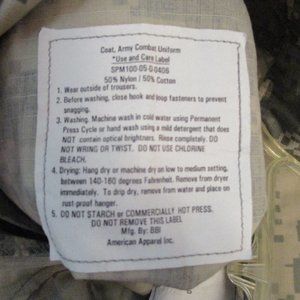 Coat, Army Combat Uniform
*Use and Care Label
SPM100-05-G-0406
50% Nylon / 50% Cotton
1. Wear outside of trousers.
2. Before washing, close hook and loop fasteners to prevent
snagging.
3. Washing: Machine wash in cold water using Permanent
Press Cycle or hand wash using a mild detergent that does
NOT contain optical brightners. Rinse completely. DO
NOT WRING OR TWIST. DO NOT USE CHLORINE
BLEACH.
4. Drying: Hang dry or machine dry on low to medium setting,
between 140-160 degrees Fahrenheit. Remove from dryer
immediately. To drip dry, remove from water and place on
rust-proof hanger.
5. DO NOT STARCH or COMMERCIALLY HOT PRESS.
DO NOT REMOVE THIS LABEL
Mfg. By: BBI
American Apparel Inc.